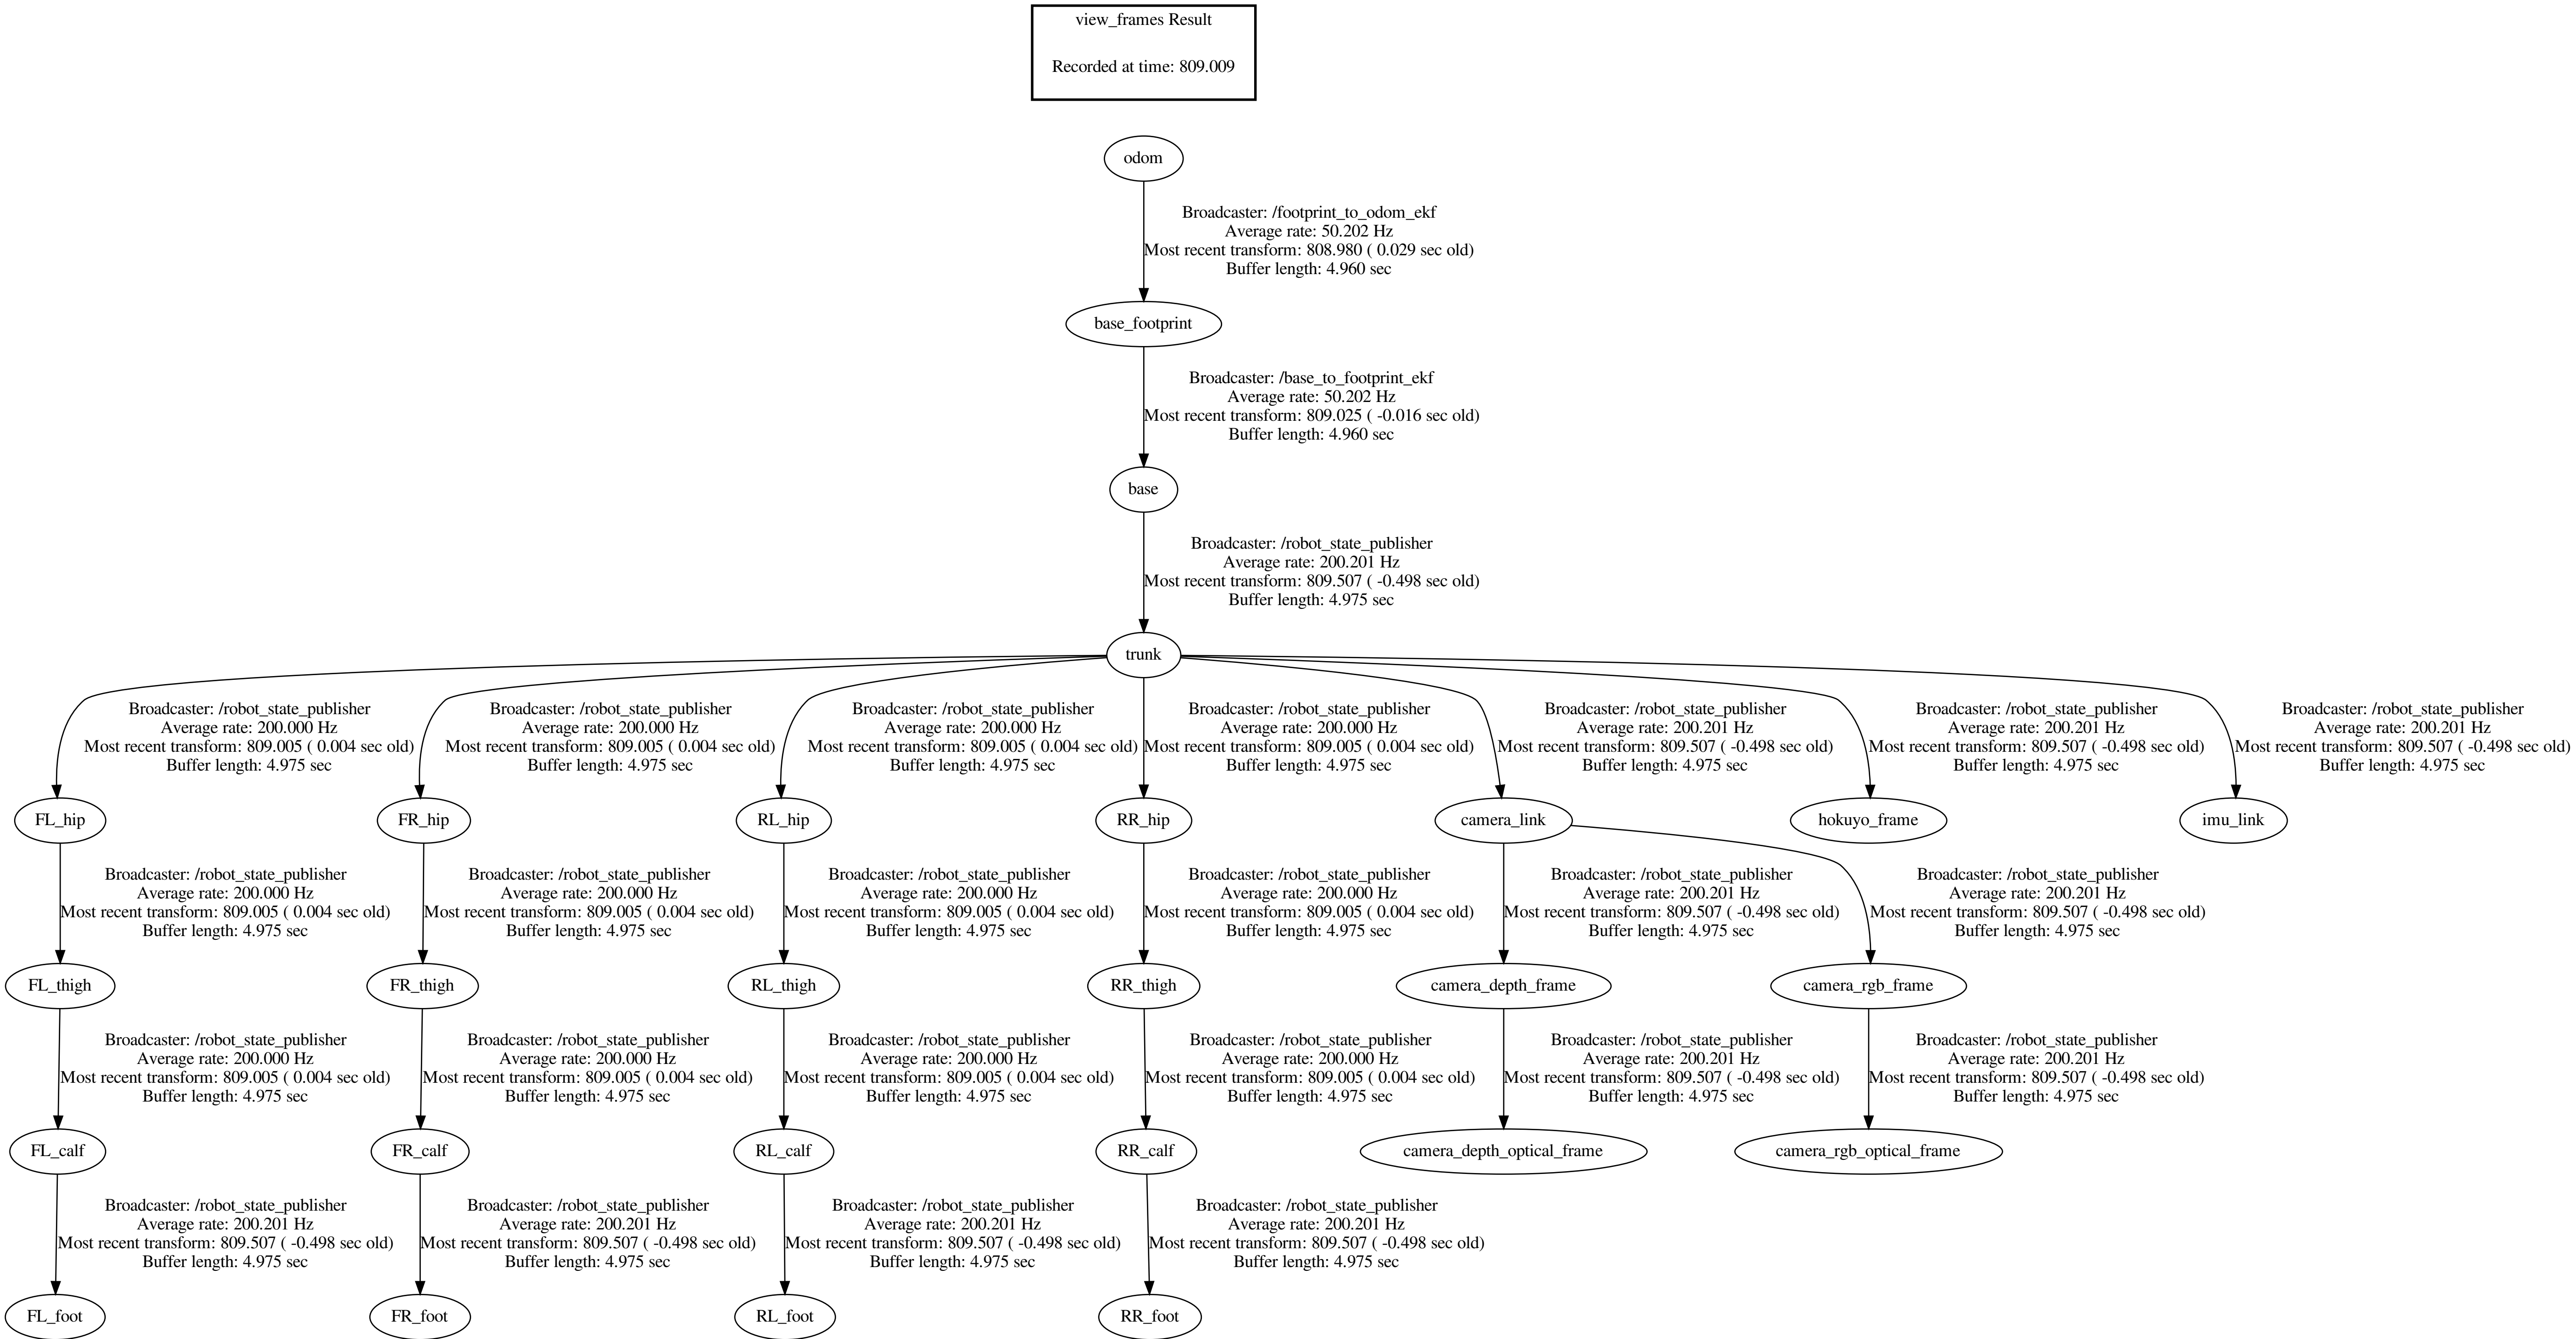 view_frames Result
Recorded at time: 809.009
odom
Broadcaster: /footprint_to_odom_ekf
Average rate: 50.202 Hz
Most recent transform: 808.980 ( 0.029 sec old)
Buffer length: 4.960 sec
base_footprint
Broadcaster: /base_to_footprint_ekf
Average rate: 50.202 Hz
Most recent transform: 809.025 ( -0.016 sec old)
Buffer length: 4.960 sec
base
Broadcaster: /robot_state_publisher
Average rate: 200.201 Hz
Most recent transform: 809.507 ( -0.498 sec old)
Buffer length: 4.975 sec
trunk
Broadcaster: /robot_state_publisher
Average rate: 200.000 Hz
Most recent transform: 809.005 ( 0.004 sec old)
Buffer length: 4.975 sec
Broadcaster: /robot_state_publisher
Average rate: 200.000 Hz
Most recent transform: 809.005 ( 0.004 sec old)
Buffer length: 4.975 sec
Broadcaster: /robot_state_publisher
Average rate: 200.000 Hz
Most recent transform: 809.005 ( 0.004 sec old)
Buffer length: 4.975 sec
Broadcaster: /robot_state_publisher
Average rate: 200.000 Hz
Most recent transform: 809.005 ( 0.004 sec old)
Buffer length: 4.975 sec
Broadcaster: /robot_state_publisher
Average rate: 200.201 Hz
Most recent transform: 809.507 ( -0.498 sec old)
Buffer length: 4.975 sec
Broadcaster: /robot_state_publisher
Average rate: 200.201 Hz
Most recent transform: 809.507 ( -0.498 sec old)
Buffer length: 4.975 sec
Broadcaster: /robot_state_publisher
Average rate: 200.201 Hz
Most recent transform: 809.507 ( -0.498 sec old)
Buffer length: 4.975 sec
FL_hip
FR_hip
RL_hip
RR_hip
camera_link
hokuyo_frame
imu_link
Broadcaster: /robot_state_publisher
Average rate: 200.000 Hz
Most recent transform: 809.005 ( 0.004 sec old)
Buffer length: 4.975 sec
Broadcaster: /robot_state_publisher
Average rate: 200.000 Hz
Most recent transform: 809.005 ( 0.004 sec old)
Buffer length: 4.975 sec
Broadcaster: /robot_state_publisher
Average rate: 200.000 Hz
Most recent transform: 809.005 ( 0.004 sec old)
Buffer length: 4.975 sec
Broadcaster: /robot_state_publisher
Average rate: 200.000 Hz
Most recent transform: 809.005 ( 0.004 sec old)
Buffer length: 4.975 sec
Broadcaster: /robot_state_publisher
Average rate: 200.201 Hz
Most recent transform: 809.507 ( -0.498 sec old)
Buffer length: 4.975 sec
Broadcaster: /robot_state_publisher
Average rate: 200.201 Hz
Most recent transform: 809.507 ( -0.498 sec old)
Buffer length: 4.975 sec
FL_thigh
FR_thigh
RL_thigh
RR_thigh
camera_depth_frame
camera_rgb_frame
Broadcaster: /robot_state_publisher
Average rate: 200.000 Hz
Most recent transform: 809.005 ( 0.004 sec old)
Buffer length: 4.975 sec
Broadcaster: /robot_state_publisher
Average rate: 200.000 Hz
Most recent transform: 809.005 ( 0.004 sec old)
Buffer length: 4.975 sec
Broadcaster: /robot_state_publisher
Average rate: 200.000 Hz
Most recent transform: 809.005 ( 0.004 sec old)
Buffer length: 4.975 sec
Broadcaster: /robot_state_publisher
Average rate: 200.000 Hz
Most recent transform: 809.005 ( 0.004 sec old)
Buffer length: 4.975 sec
Broadcaster: /robot_state_publisher
Average rate: 200.201 Hz
Most recent transform: 809.507 ( -0.498 sec old)
Buffer length: 4.975 sec
Broadcaster: /robot_state_publisher
Average rate: 200.201 Hz
Most recent transform: 809.507 ( -0.498 sec old)
Buffer length: 4.975 sec
FL_calf
FR_calf
RL_calf
RR_calf
camera_depth_optical_frame
camera_rgb_optical_frame
Broadcaster: /robot_state_publisher
Average rate: 200.201 Hz
Most recent transform: 809.507 ( -0.498 sec old)
Buffer length: 4.975 sec
Broadcaster: /robot_state_publisher
Average rate: 200.201 Hz
Most recent transform: 809.507 ( -0.498 sec old)
Buffer length: 4.975 sec
Broadcaster: /robot_state_publisher
Average rate: 200.201 Hz
Most recent transform: 809.507 ( -0.498 sec old)
Buffer length: 4.975 sec
Broadcaster: /robot_state_publisher
Average rate: 200.201 Hz
Most recent transform: 809.507 ( -0.498 sec old)
Buffer length: 4.975 sec
FL_foot
FR_foot
RL_foot
RR_foot